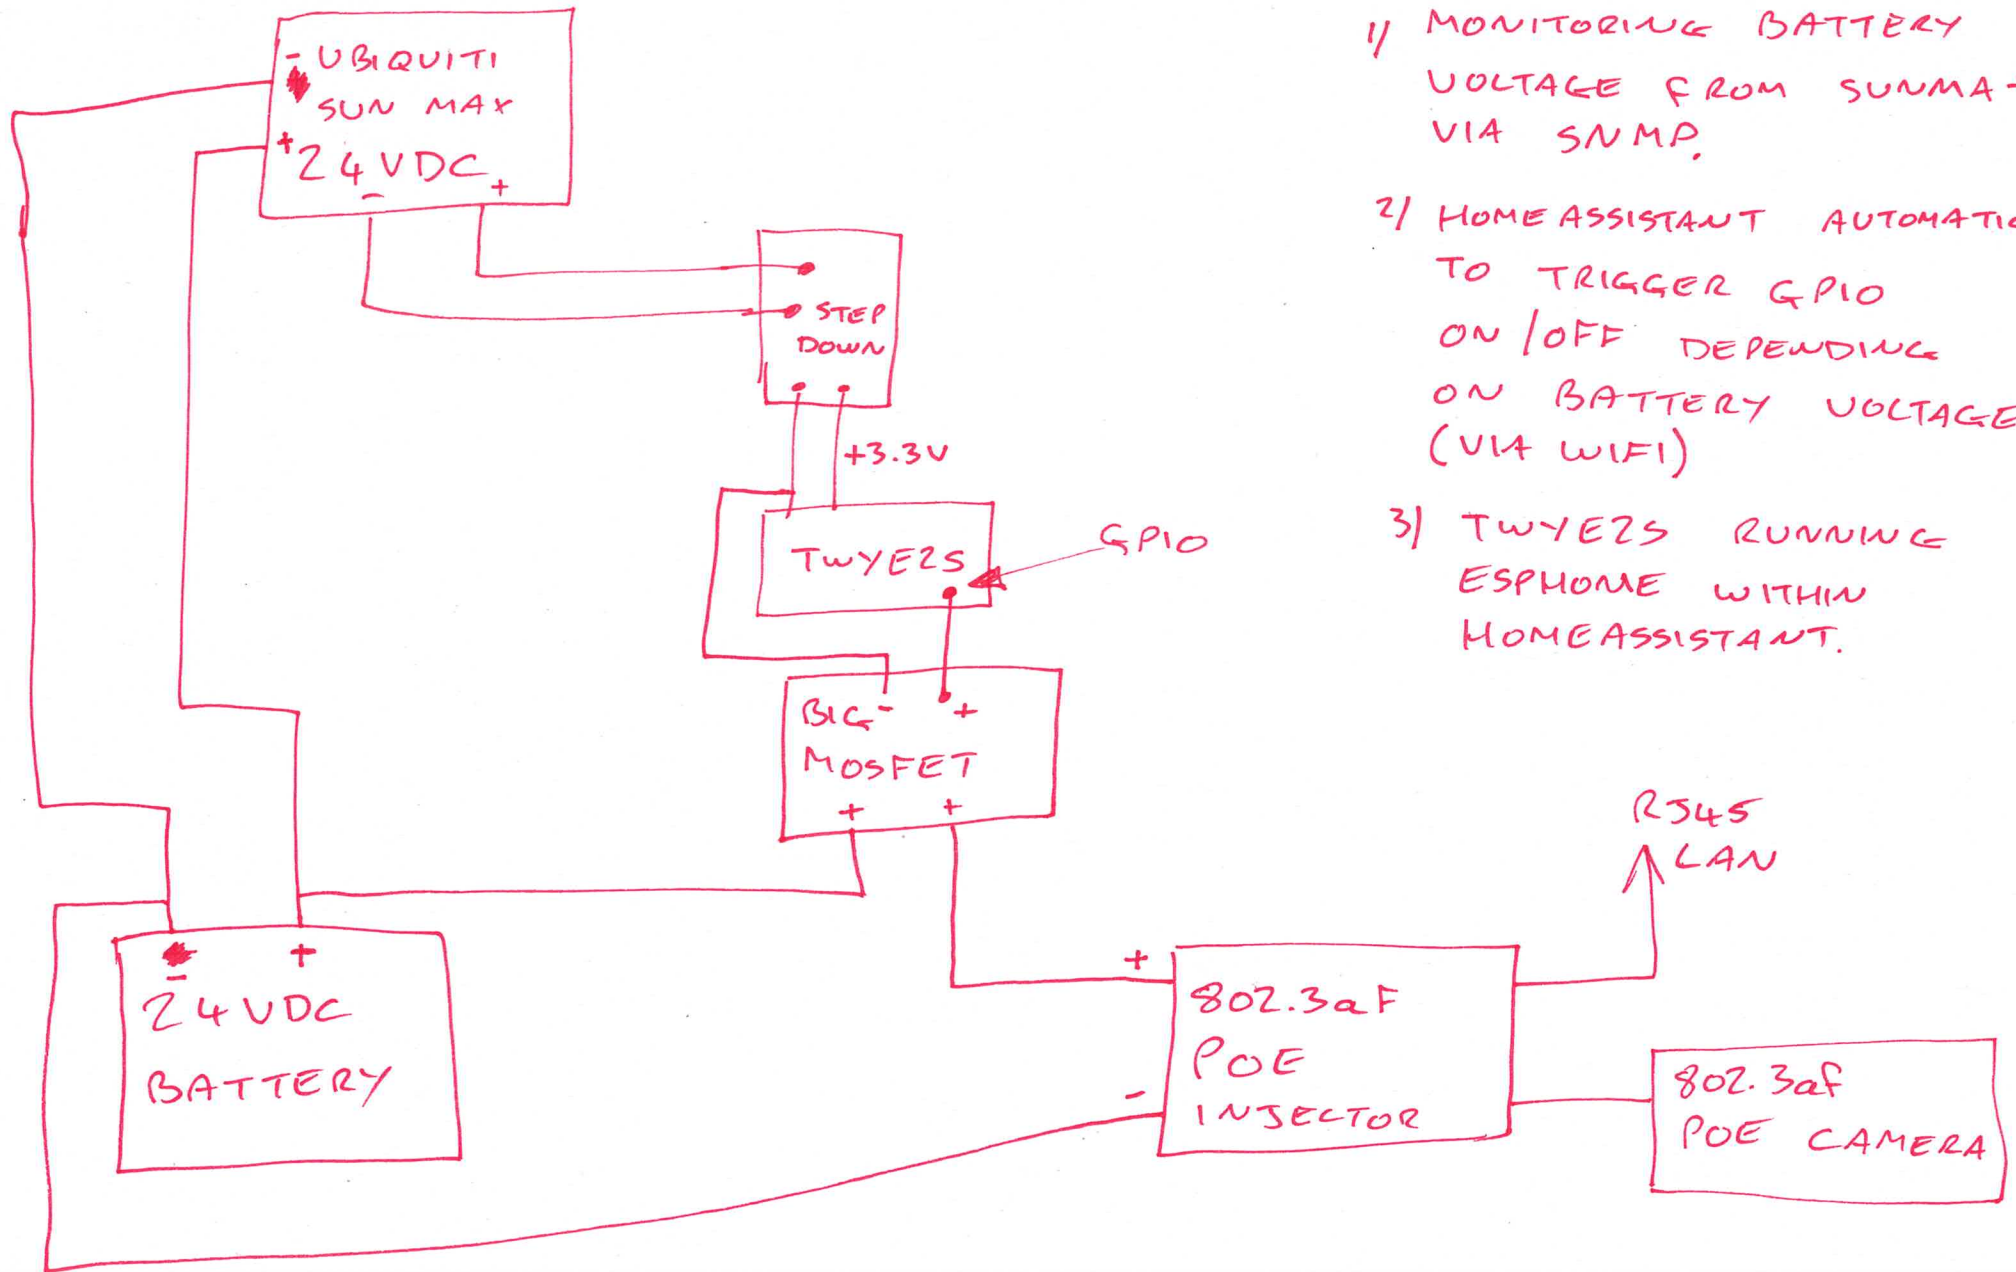 - UBIQUITI
SUN MAX
+ 24VDC
- +
STEP
DOWN
+3.3V
TWYE2S
GPIO
BIG - +
MOSFET
+ +
- +
24VDC
BATTERY
+
-
802.3aF
POE
INJECTOR
RJ45
LAN
802.3af
POE CAMERA
1) MONITORING BATTERY
VOLTAGE FROM SUNMA
VIA SNMP.
2) HOMEASSISTANT AUTOMATIO
TO TRIGGER GPIO
ON/OFF DEPENDING
ON BATTERY VOLTAGE
(VIA WIFI)
3) TWYE2S RUNNING
ESPHOME WITHIN
HOMEASSISTANT.